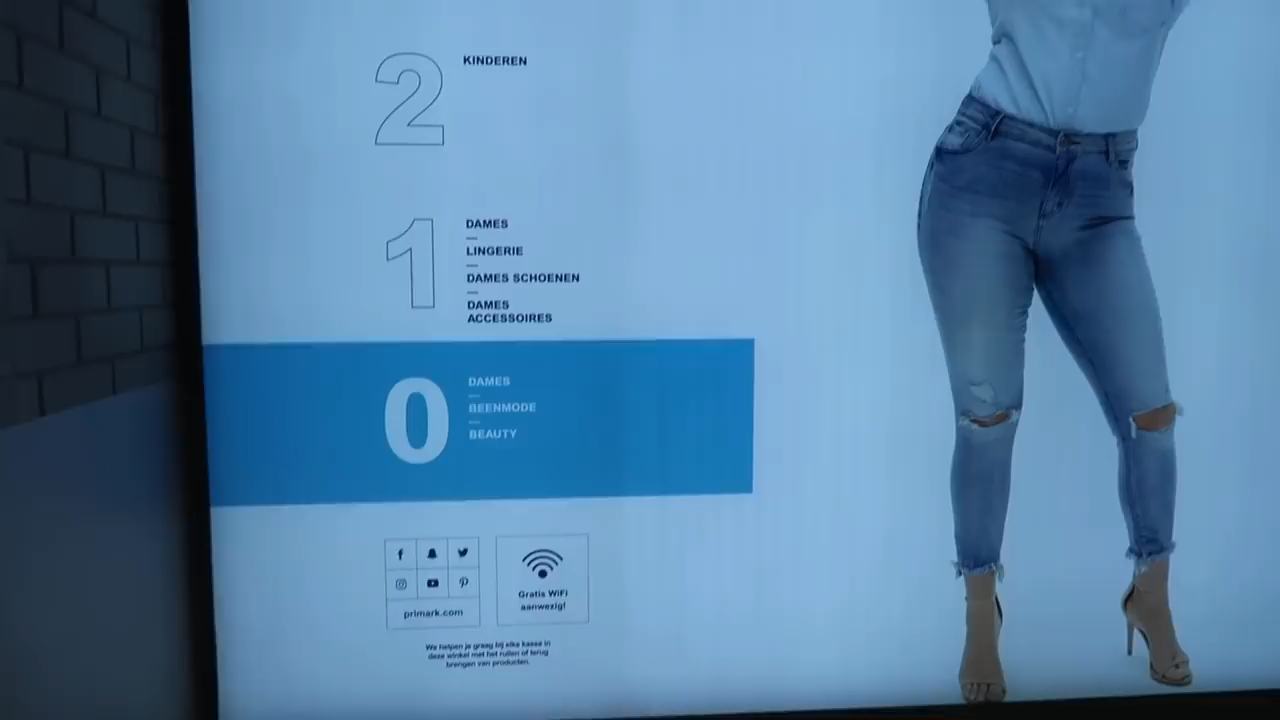 2
KINDEREN
1
DAMES
LINGERIE
DAMES SCHOENEN
DAMES
ACCESSOIRES
0
DAMES
BEENMODE
BEAUTY
primark.com
Gratis WiFi
aanwezig!
We helpen je graag bij elke kassa in
deze winkel met het ruilen of terug
brengen van producten.